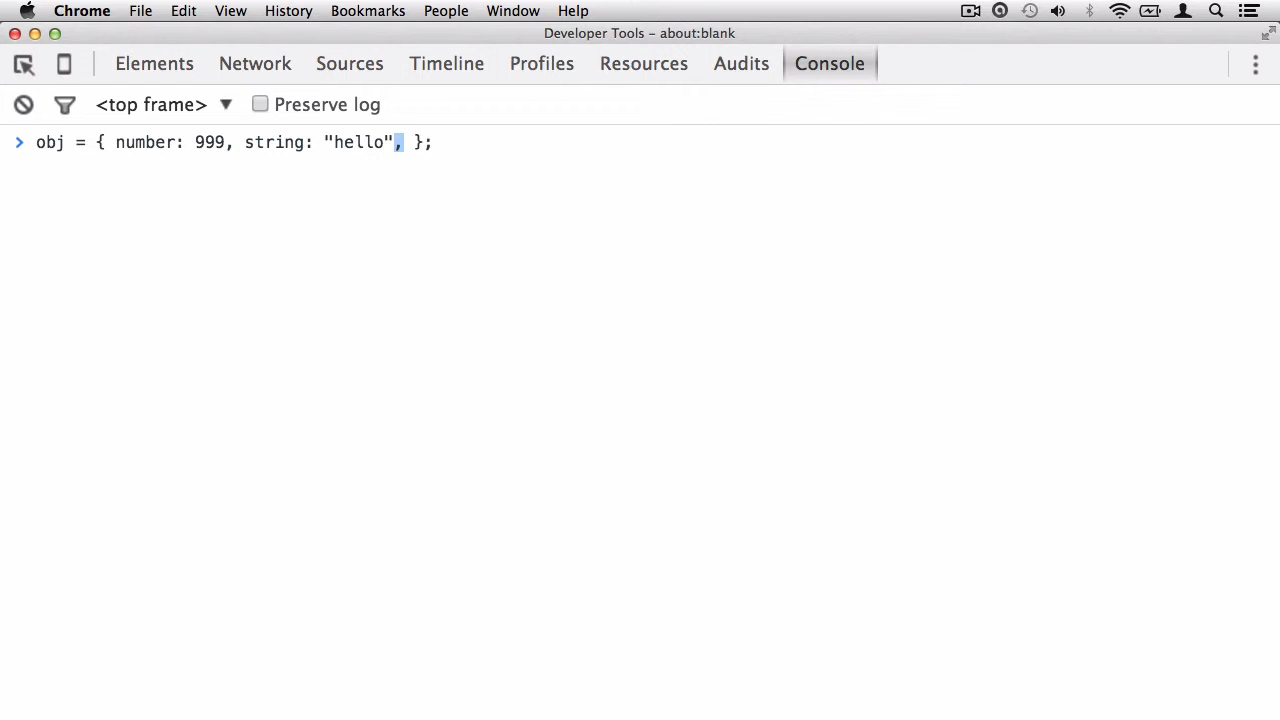 Chrome File Edit View History Bookmarks People Window Help
Developer Tools – about:blank
Elements Network Sources Timeline Profiles Resources Audits Console
<top frame> ▼ Preserve log
> obj = { number: 999, string: "hello", };